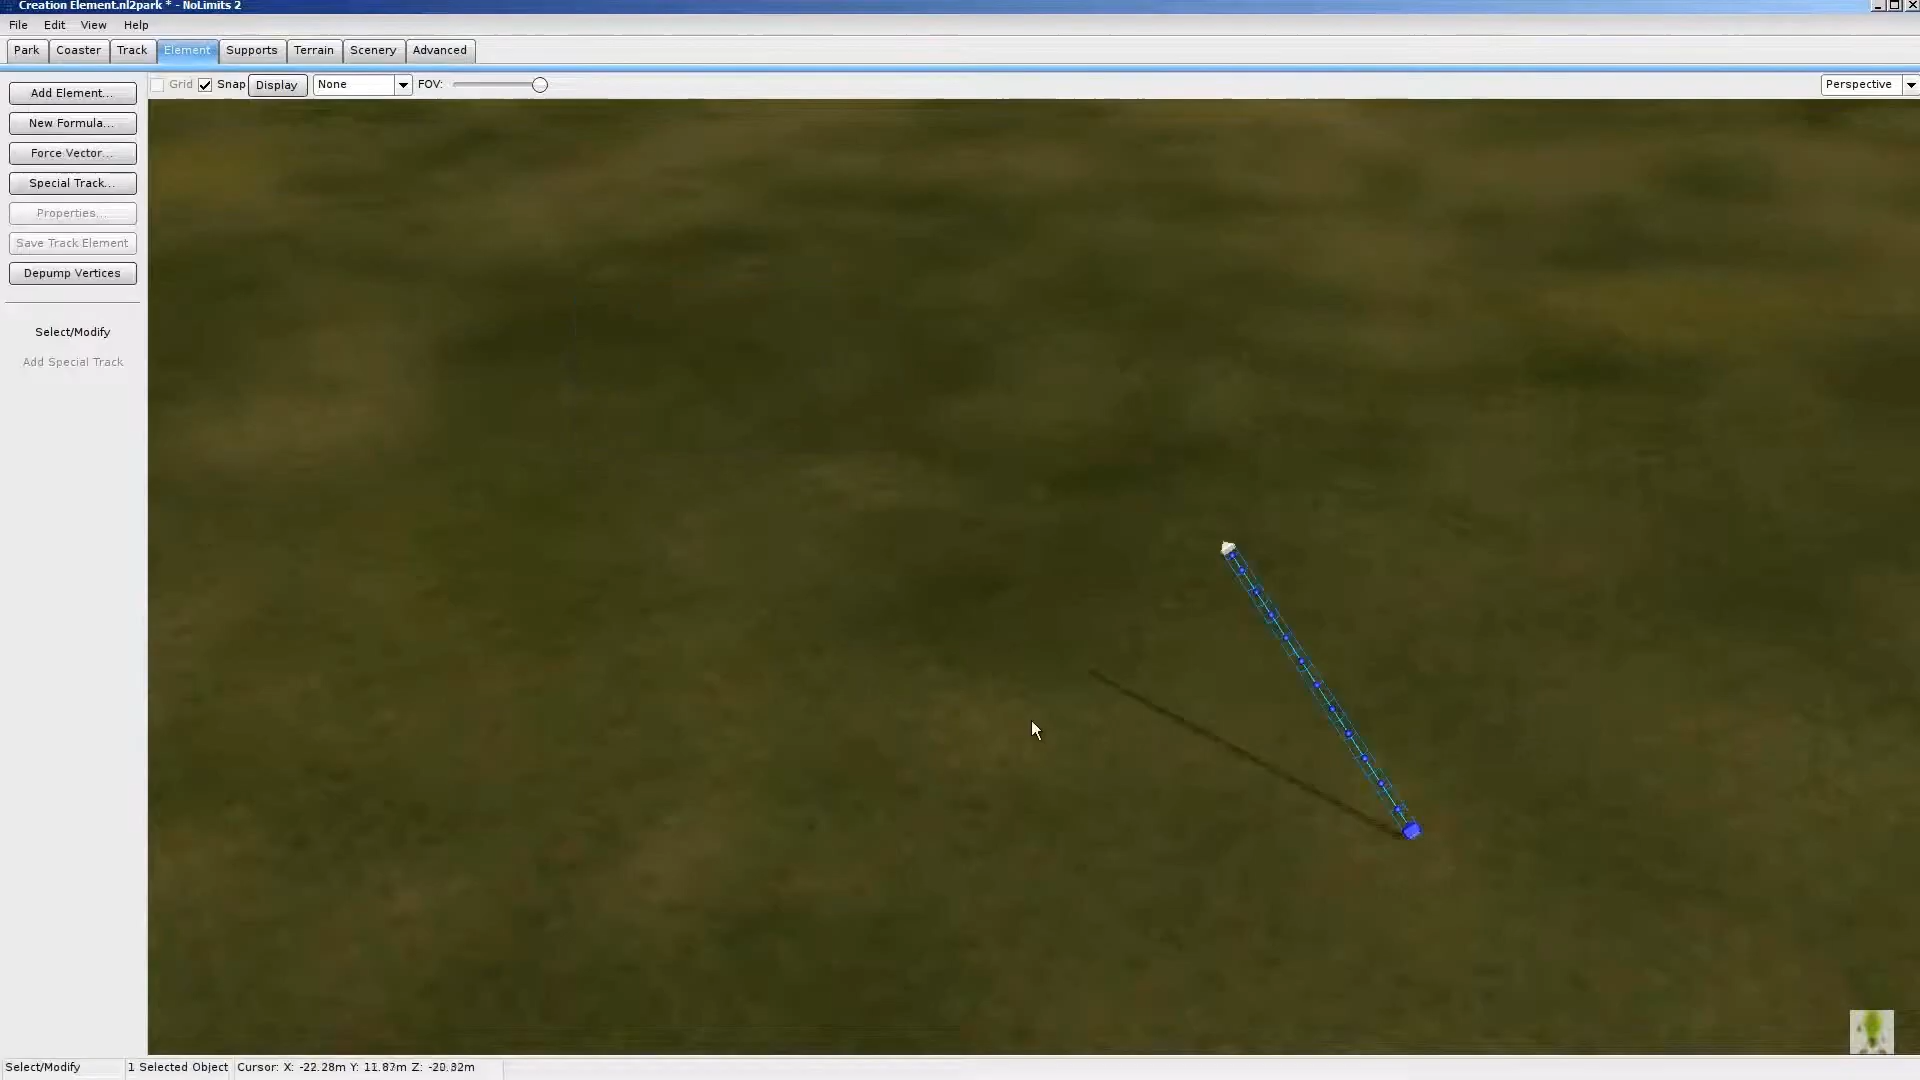 Creation Element.nl2park * - NoLimits 2
File Edit View Help
Park Coaster Track Element Supports Terrain Scenery Advanced
Grid Snap Display None FOV: Perspective
Add Element...
New Formula...
Force Vector...
Special Track...
Properties...
Save Track Element
Depump Vertices
Select/Modify
Add Special Track
Select/Modify 1 Selected Object Cursor: X: -22.28m Y: 11.87m Z: -20.32m